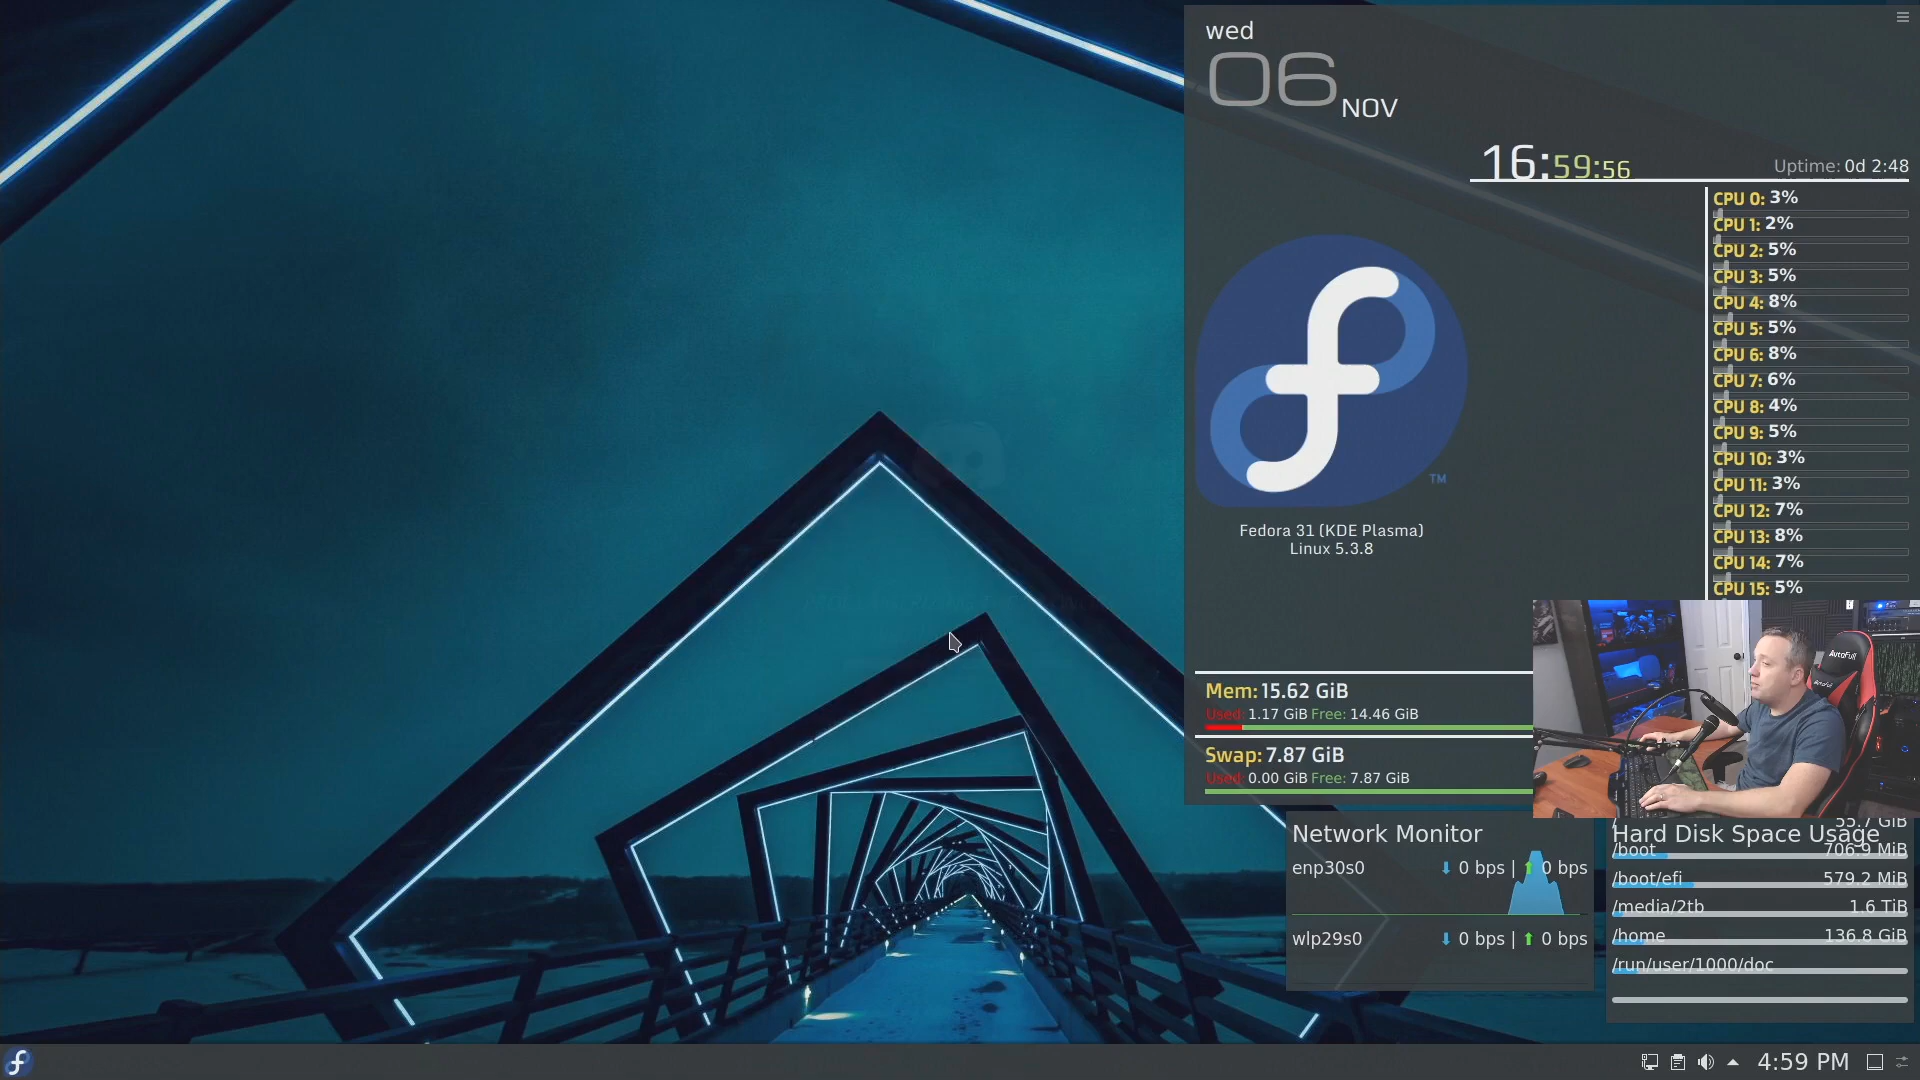 wed
06 NOV
16:59:56
Uptime: 0d 2:48
CPU 0: 3%
CPU 1: 2%
CPU 2: 5%
CPU 3: 5%
CPU 4: 8%
CPU 5: 5%
CPU 6: 8%
CPU 7: 6%
CPU 8: 4%
CPU 9: 5%
CPU 10: 3%
CPU 11: 3%
CPU 12: 7%
CPU 13: 8%
CPU 14: 7%
CPU 15: 5%
TM
Fedora 31 (KDE Plasma)
Linux 5.3.8
Mem: 15.62 GiB
Used: 1.17 GiB Free: 14.46 GiB
Swap: 7.87 GiB
Used: 0.00 GiB Free: 7.87 GiB
AutoFull
Network Monitor
enp30s0 0 bps | 0 bps
wlp29s0 0 bps | 0 bps
Hard Disk Space Usage
/ 55.7 GiB
/boot 706.9 MiB
/boot/efi 579.2 MiB
/media/2tb 1.6 TiB
/home 136.8 GiB
/run/user/1000/doc
4:59 PM